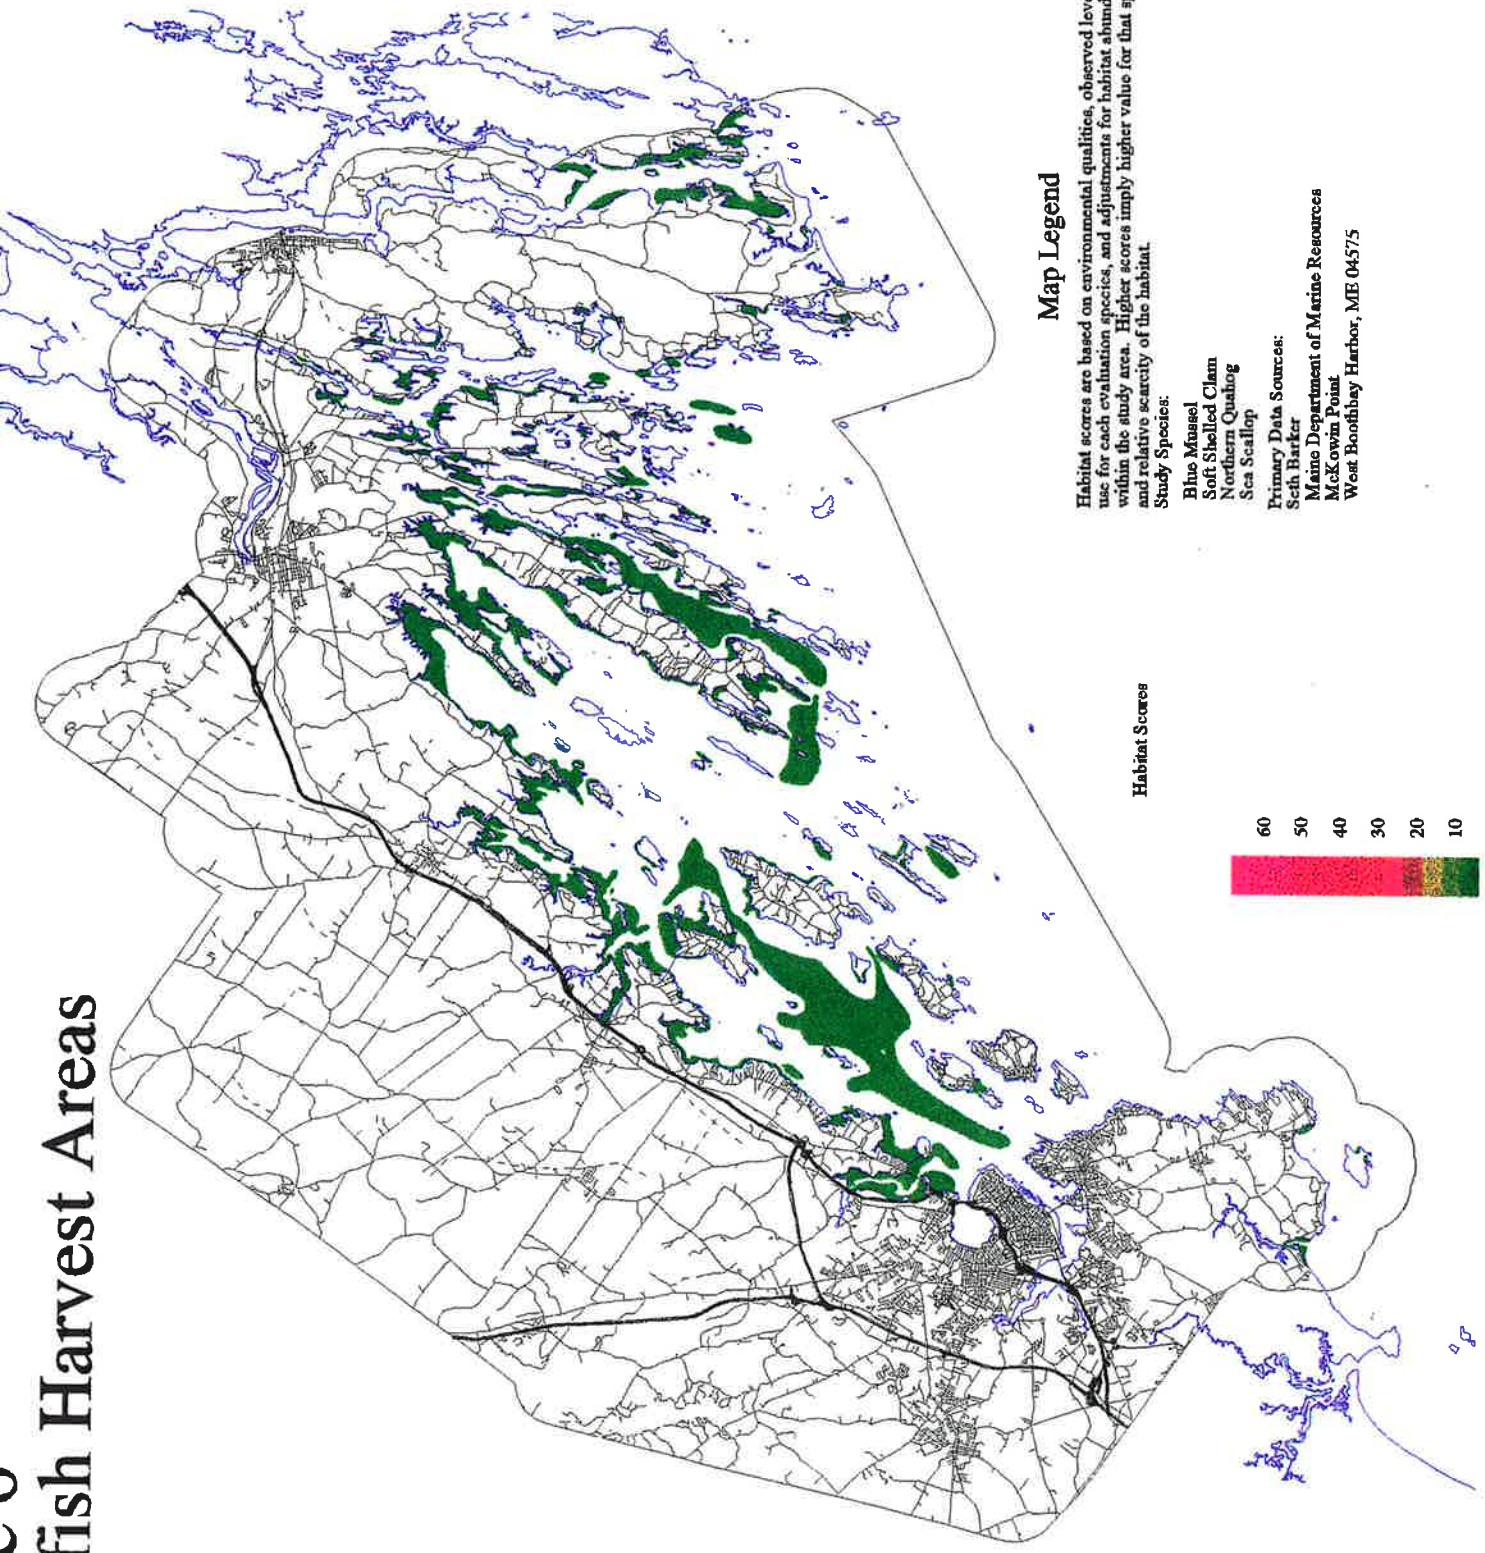 fish Harvest Areas
Map Legend
Habitat scores are based on environmental qualities, observed
use for each evaluation species, and adjustments for habitat
within the study area. Higher scores imply higher value for that
and relative scarcity of the habitat.
Study Species:
Blue Mussel
Soft Shelled Clam
Northern Quahog
Sea Scallop
Primary Data Sources:
Seth Barker
Maine Department of Marine Resources
McKowin Point
West Boothbay Harbor, ME 04575
Habitat Scores
60
50
40
30
20
10